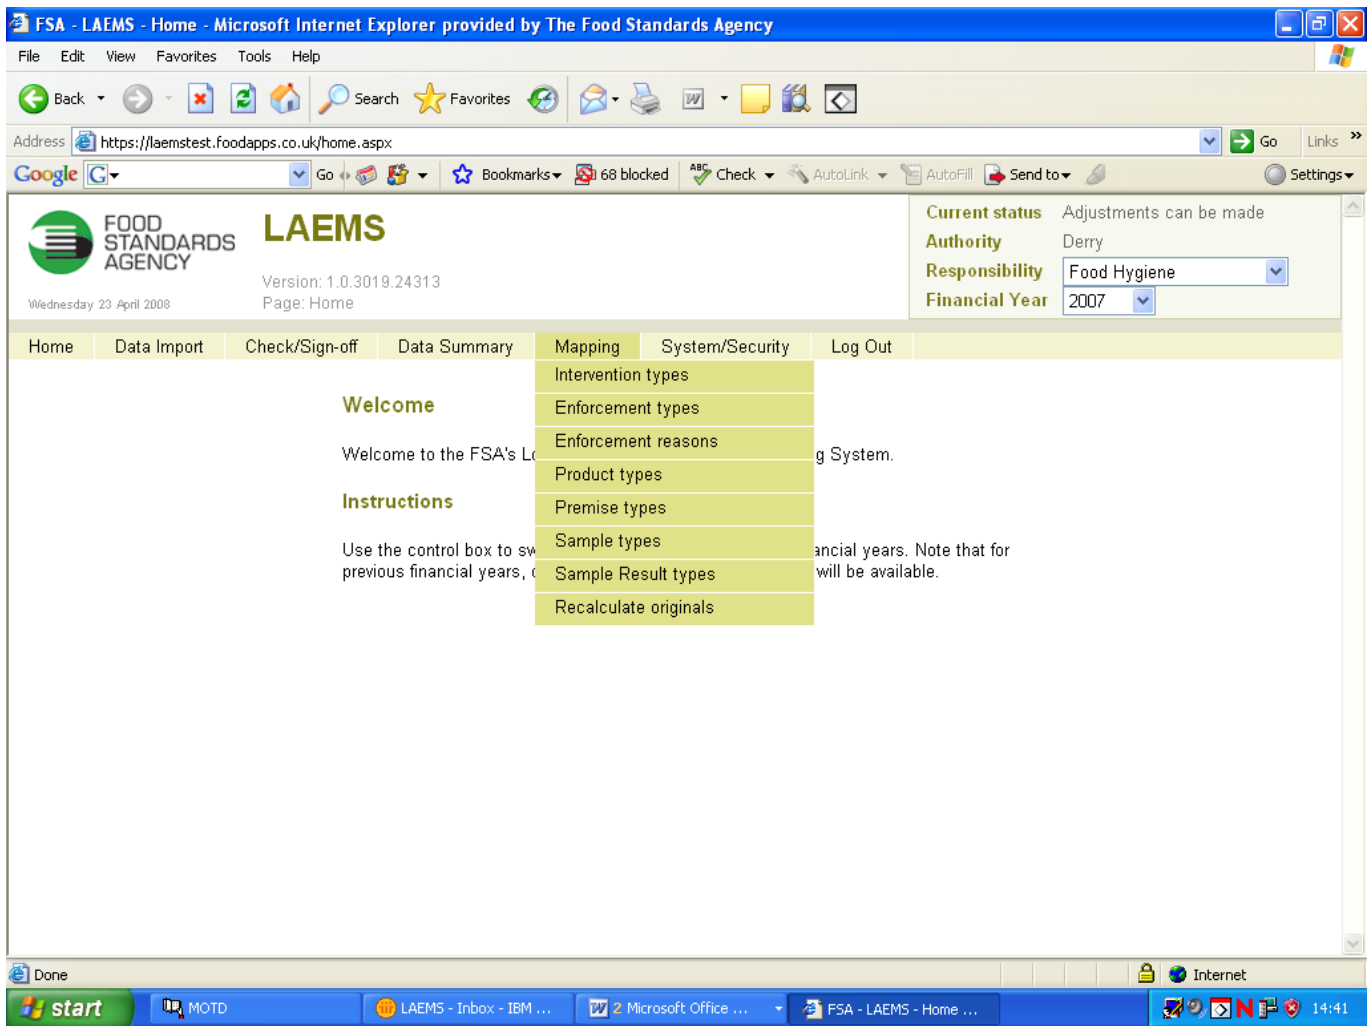 FSA - LAEMS - Home - Microsoft Internet Explorer provided by The Food Standards Agency
File Edit View Favorites Tools Help
Back Search Favorites
Address https://laemstest.foodapps.co.uk/home.aspx Go Links »
Google G Go Bookmarks 68 blocked ABC Check AutoLink AutoFill Send to Settings
FOOD STANDARDS AGENCY
Wednesday 23 April 2008
LAEMS
Version: 1.0.3019.24313
Page: Home
Current status Adjustments can be made
Authority Derry
Responsibility Food Hygiene
Financial Year 2007
Home Data Import Check/Sign-off Data Summary Mapping System/Security Log Out
Intervention types
Enforcement types
Enforcement reasons
Product types
Premise types
Sample types
Sample Result types
Recalculate originals
Welcome
Welcome to the FSA's g System.
Instructions
Use the control box to ancial years. Note that for
previous financial years, will be available.
Done Internet
start MOTD LAEMS - Inbox - IBM ... 2 Microsoft Office ... FSA - LAEMS - Home ... 14:41